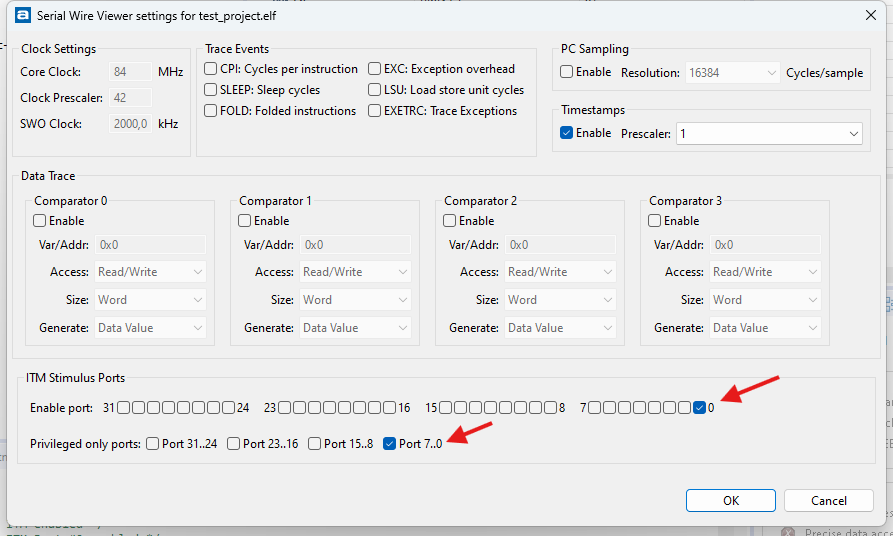 Serial Wire Viewer settings for test_project.elf
Clock Settings
Core Clock: 84 MHz
Clock Prescaler: 42
SWO Clock: 2000,0 kHz
Trace Events
CPI: Cycles per instruction EXC: Exception overhead
SLEEP: Sleep cycles LSU: Load store unit cycles
FOLD: Folded instructions EXETRC: Trace Exceptions
PC Sampling
Enable Resolution: 16384 Cycles/sample
Timestamps
Enable Prescaler: 1
Data Trace
Comparator 0
Enable
Var/Addr: 0x0
Access: Read/Write
Size: Word
Generate: Data Value
Comparator 1
Enable
Var/Addr: 0x0
Access: Read/Write
Size: Word
Generate: Data Value
Comparator 2
Enable
Var/Addr: 0x0
Access: Read/Write
Size: Word
Generate: Data Value
Comparator 3
Enable
Var/Addr: 0x0
Access: Read/Write
Size: Word
Generate: Data Value
ITM Stimulus Ports
Enable port: 31 24 23 16 15 8 7 0
Privileged only ports: Port 31..24 Port 23..16 Port 15..8 Port 7..0
OK Cancel
Precise data acce